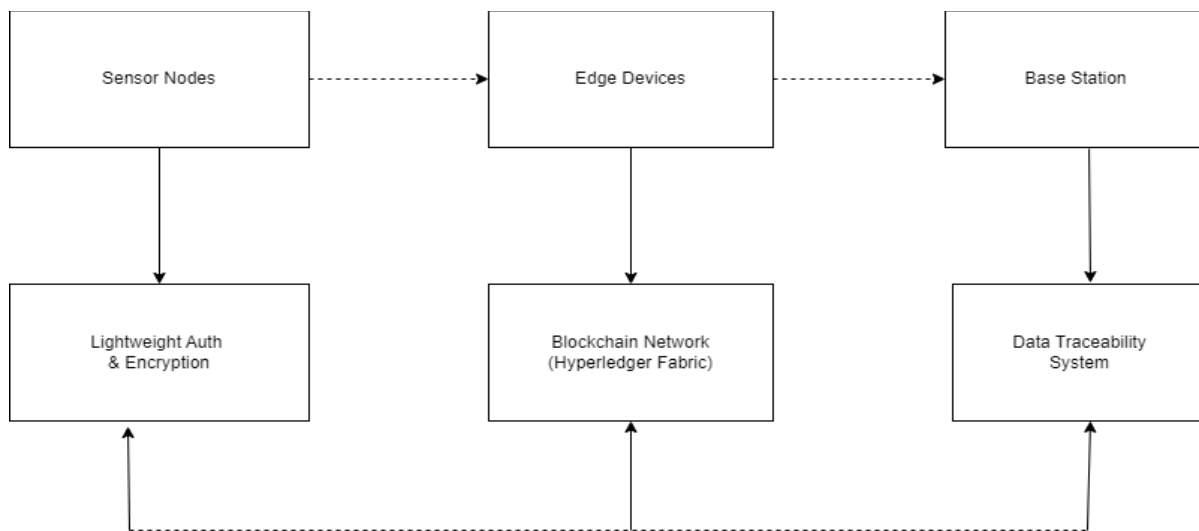 Sensor Nodes
Edge Devices
Base Station
Lightweight Auth
& Encryption
Blockchain Network
(Hyperledger Fabric)
Data Traceability
System